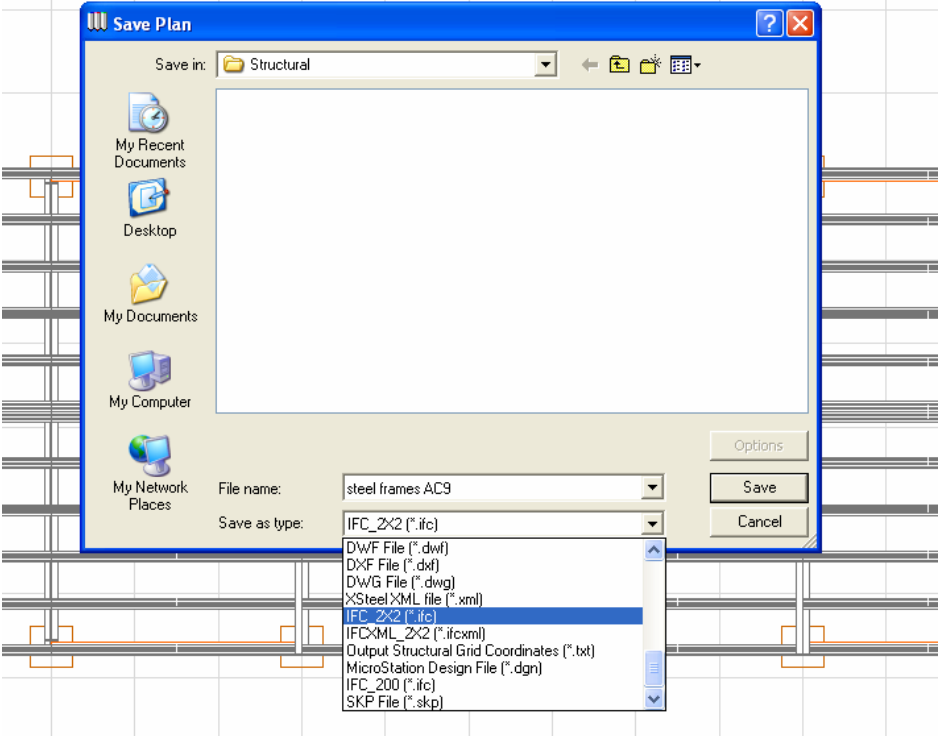 Save Plan
Save in:
Structural
My Recent
Documents
Desktop
My Documents
My Computer
My Network
Places
Options
File name:
steel frames AC9
Save
Save as type:
IFC_2X2 (*.ifc)
Cancel
DWF File (*.dwf)
DXF File (*.dxf)
DWG File (*.dwg)
XSteel XML file (*.xml)
IFC_2X2 (*.ifc)
IFCXML_2X2 (*.ifcxml)
Output Structural Grid Coordinates (*.txt)
MicroStation Design File (*.dgn)
IFC_200 (*.ifc)
SKP File (*.skp)